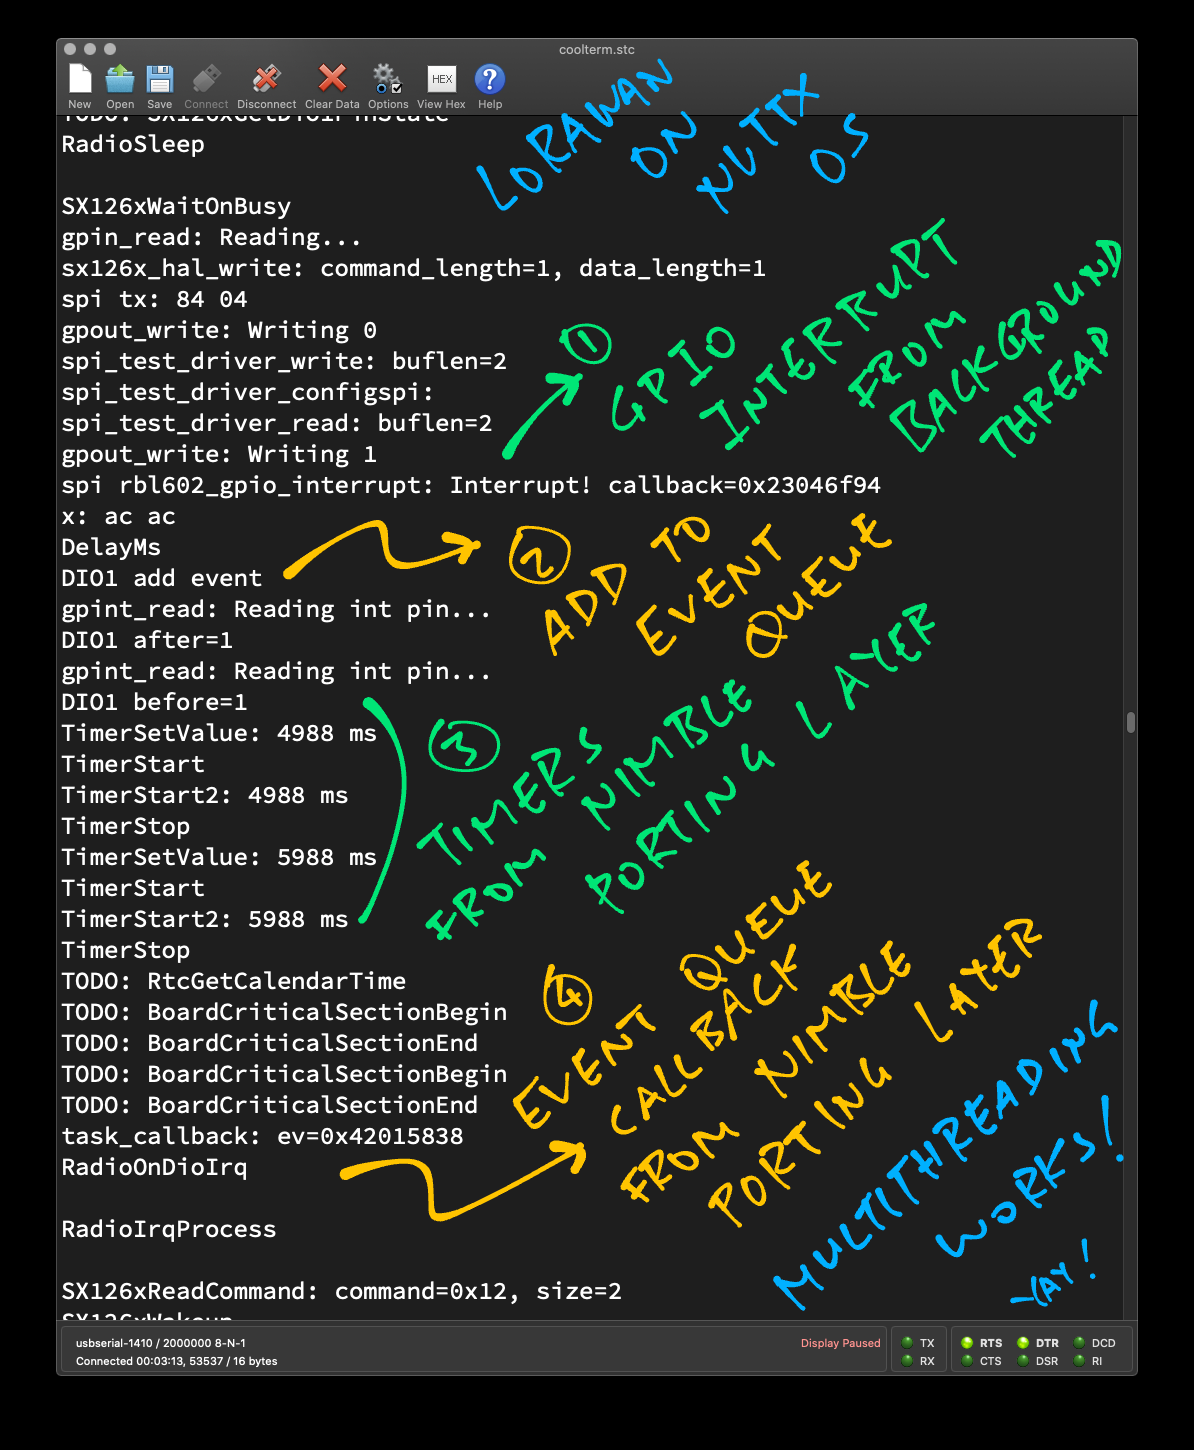 coolterm.stc
New Open Save Connect Disconnect Clear Data Options View Hex Help
HEX
TODO: SX126xGetDio1PinState
RadioSleep
LORAWAN
ON
NUTTX
OS
SX126xWaitOnBusy
gpin_read: Reading...
sx126x_hal_write: command_length=1, data_length=1
spi tx: 84 04
gpout_write: Writing 0
spi_test_driver_write: buflen=2
spi_test_driver_configspi:
spi_test_driver_read: buflen=2
gpout_write: Writing 1
1
GPIO
INTERRUPT
FROM
BACKGROUND
THREAD
spi rbl602_gpio_interrupt: Interrupt! callback=0x23046f94
x: ac ac
DelayMs
DIO1 add event
2
ADD TO
EVENT
QUEUE
gpint_read: Reading int pin...
DIO1 after=1
gpint_read: Reading int pin...
DIO1 before=1
TimerSetValue: 4988 ms
TimerStart
TimerStart2: 4988 ms
TimerStop
TimerSetValue: 5988 ms
TimerStart
TimerStart2: 5988 ms
TimerStop
3
TIMERS
FROM NIMBLE
PORTING LAYER
TODO: RtcGetCalendarTime
TODO: BoardCriticalSectionBegin
TODO: BoardCriticalSectionEnd
TODO: BoardCriticalSectionBegin
TODO: BoardCriticalSectionEnd
task_callback: ev=0x42015838
RadioOnDioIrq
4
EVENT QUEUE
CALLBACK
FROM NIMBLE
PORTING LAYER
RadioIrqProcess
MULTITHREADING
WORKS!
YAY!
SX126xReadCommand: command=0x12, size=2
SX126xWakeup
usbserial-1410 / 2000000 8-N-1
Connected 00:03:13, 53537 / 16 bytes
Display Paused
TX RTS DTR DCD
RX CTS DSR RI